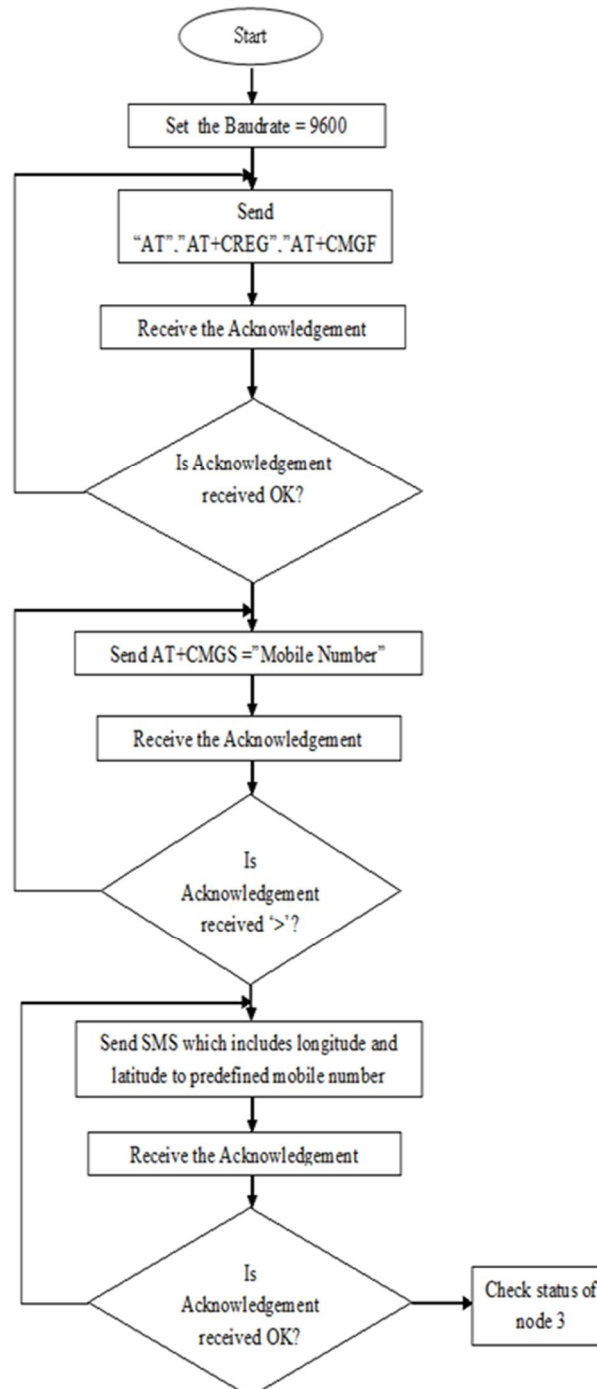 Start
Set the Baudrate = 9600
Send
“AT”,”AT+CREG”,”AT+CMGF
Receive the Acknowledgement
Is Acknowledgement
received OK?
Send AT+CMGS =”Mobile Number”
Receive the Acknowledgement
Is
Acknowledgement
received ‘>’?
Send SMS which includes longitude and
latitude to predefined mobile number
Receive the Acknowledgement
Is
Acknowledgement
received OK?
Check status of
node 3